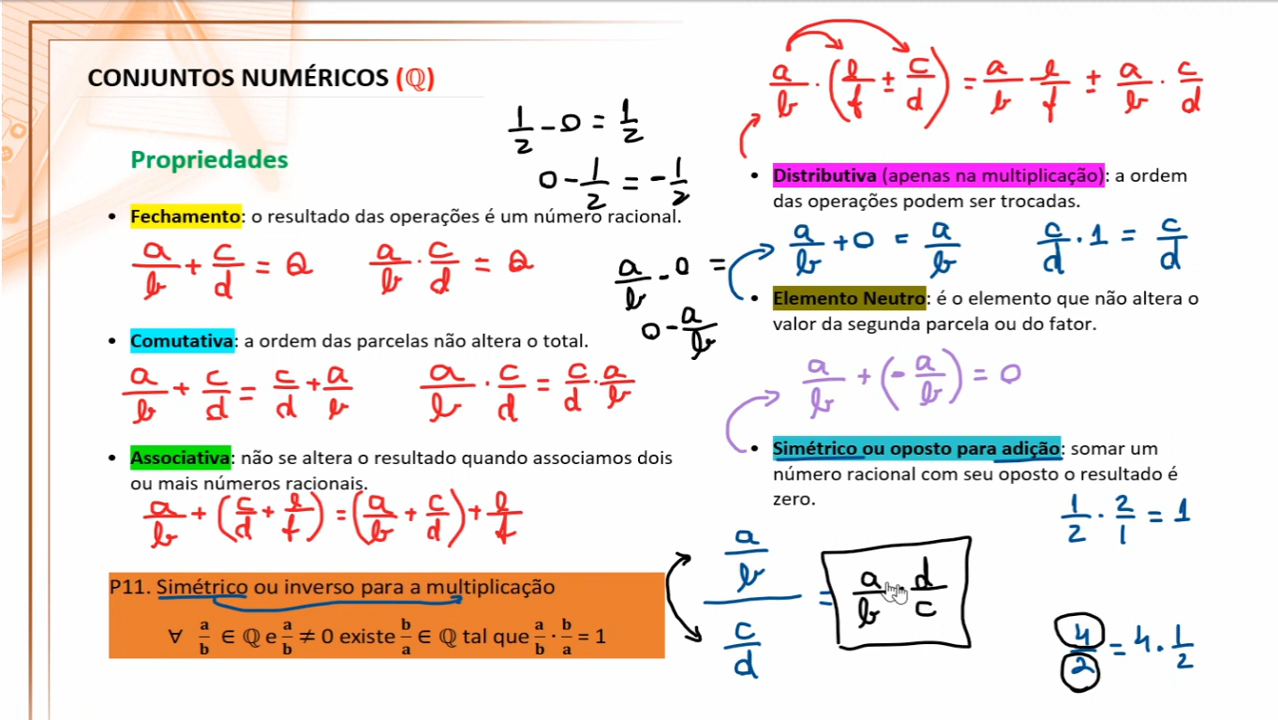 CONJUNTOS NUMÉRICOS (ℚ)
Propriedades
1/2 - 0 = 1/2
0 - 1/2 = -1/2
• Fechamento: o resultado das operações é um número racional.
a/b + c/d = Q    a/b · c/d = Q
a/b - 0 =
0 - a/b
• Comutativa: a ordem das parcelas não altera o total.
a/b + c/d = c/d + a/b    a/b · c/d = c/d · a/b
• Associativa: não se altera o resultado quando associamos dois
ou mais números racionais.
a/b + (c/d + e/f) = (a/b + c/d) + e/f
P11. Simétrico ou inverso para a multiplicação
∀ a/b ∈ ℚ e a/b ≠ 0 existe b/a ∈ ℚ tal que a/b · b/a = 1
a/b · (e/f ± c/d) = a/b e/f ± a/b · c/d
• Distributiva (apenas na multiplicação): a ordem
das operações podem ser trocadas.
a/b + 0 = a/b    c/d · 1 = c/d
• Elemento Neutro: é o elemento que não altera o
valor da segunda parcela ou do fator.
a/b + (-a/b) = 0
• Simétrico ou oposto para adição: somar um
número racional com seu oposto o resultado é
zero.
1/2 · 2/1 = 1
(a/b)/(c/d) = a/b · d/c
4/2 = 4 · 1/2